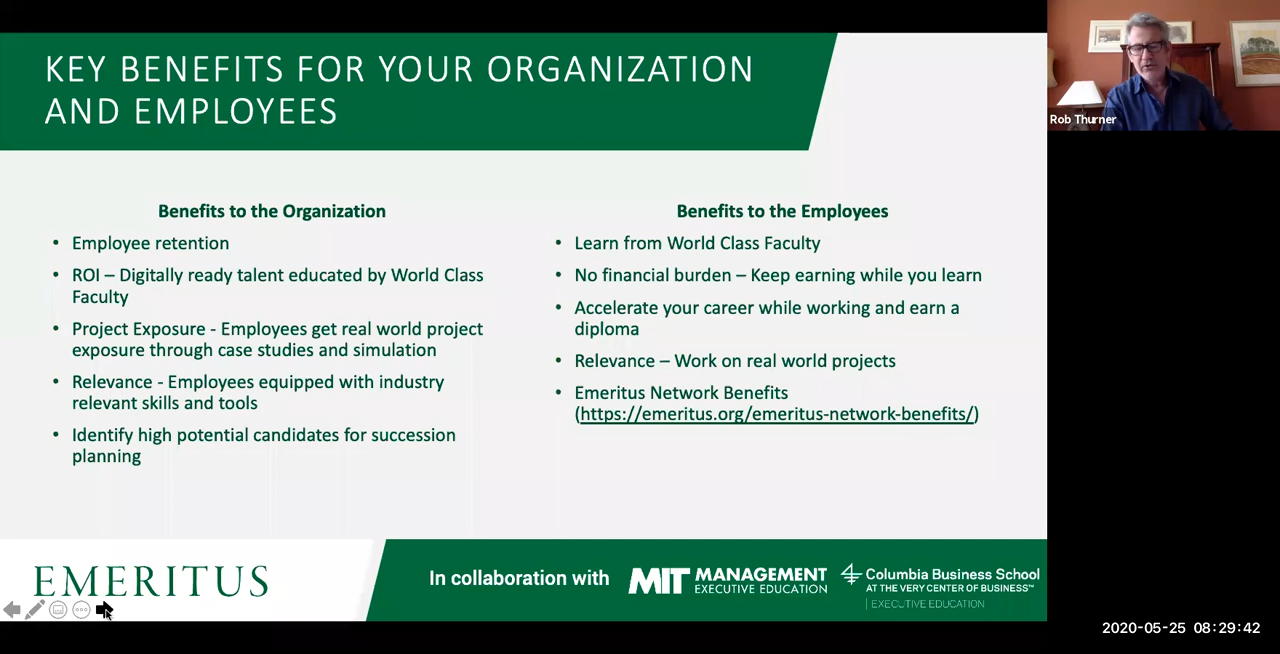 KEY BENEFITS FOR YOUR ORGANIZATION
AND EMPLOYEES
Rob Thurner
Benefits to the Organization
• Employee retention
• ROI – Digitally ready talent educated by World Class
Faculty
• Project Exposure - Employees get real world project
exposure through case studies and simulation
• Relevance - Employees equipped with industry
relevant skills and tools
• Identify high potential candidates for succession
planning
Benefits to the Employees
• Learn from World Class Faculty
• No financial burden – Keep earning while you learn
• Accelerate your career while working and earn a
diploma
• Relevance – Work on real world projects
• Emeritus Network Benefits
(https://emeritus.org/emeritus-network-benefits/)
EMERITUS
In collaboration with
MIT MANAGEMENT
EXECUTIVE EDUCATION
Columbia Business School
AT THE VERY CENTER OF BUSINESS™
EXECUTIVE EDUCATION
2020-05-25 08:29:42